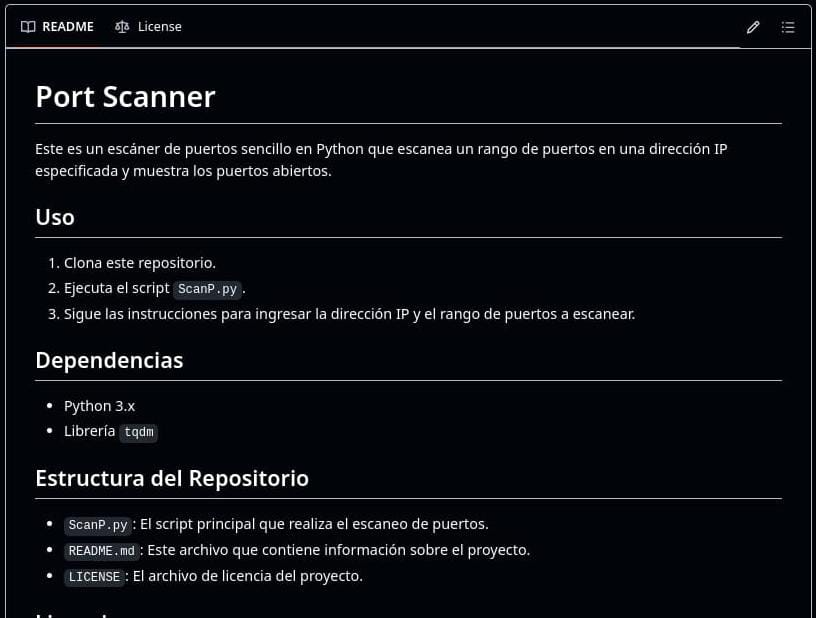 README License
Port Scanner
Este es un escáner de puertos sencillo en Python que escanea un rango de puertos en una dirección IP
especificada y muestra los puertos abiertos.
Uso
1. Clona este repositorio.
2. Ejecuta el script ScanP.py.
3. Sigue las instrucciones para ingresar la dirección IP y el rango de puertos a escanear.
Dependencias
• Python 3.x
• Librería tqdm
Estructura del Repositorio
• ScanP.py: El script principal que realiza el escaneo de puertos.
• README.md: Este archivo que contiene información sobre el proyecto.
• LICENSE: El archivo de licencia del proyecto.